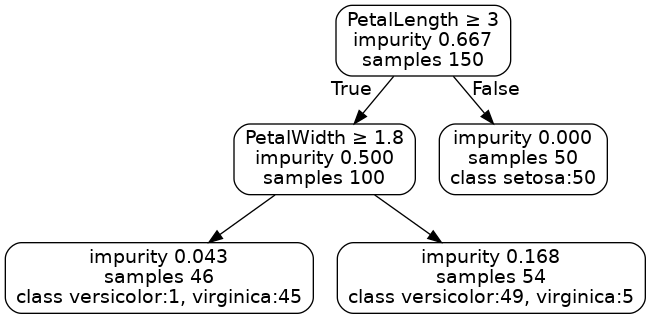 PetalLength ≥ 3
impurity 0.667
samples 150
True
False
PetalWidth ≥ 1.8
impurity 0.500
samples 100
impurity 0.000
samples 50
class setosa:50
impurity 0.043
samples 46
class versicolor:1, virginica:45
impurity 0.168
samples 54
class versicolor:49, virginica:5